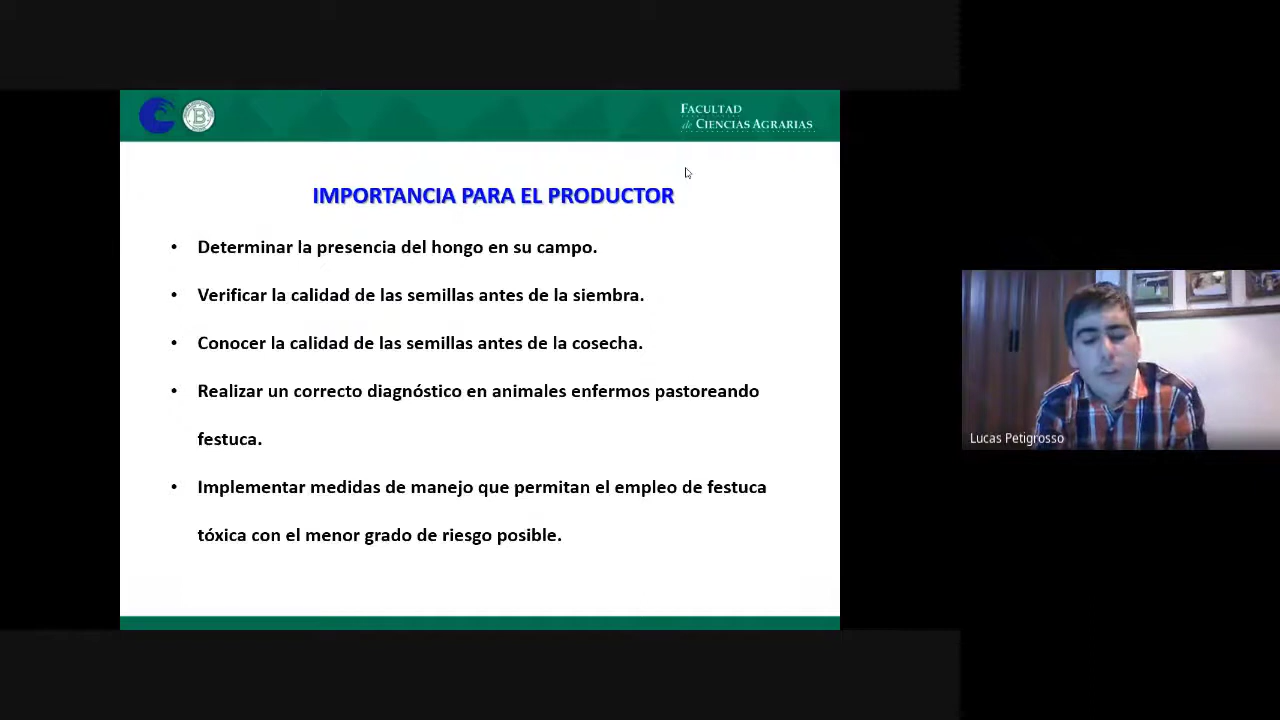 FACULTAD
de CIENCIAS AGRARIAS
B
IMPORTANCIA PARA EL PRODUCTOR
• Determinar la presencia del hongo en su campo.
• Verificar la calidad de las semillas antes de la siembra.
• Conocer la calidad de las semillas antes de la cosecha.
• Realizar un correcto diagnóstico en animales enfermos pastoreando
festuca.
• Implementar medidas de manejo que permitan el empleo de festuca
tóxica con el menor grado de riesgo posible.
Lucas Petigrosso